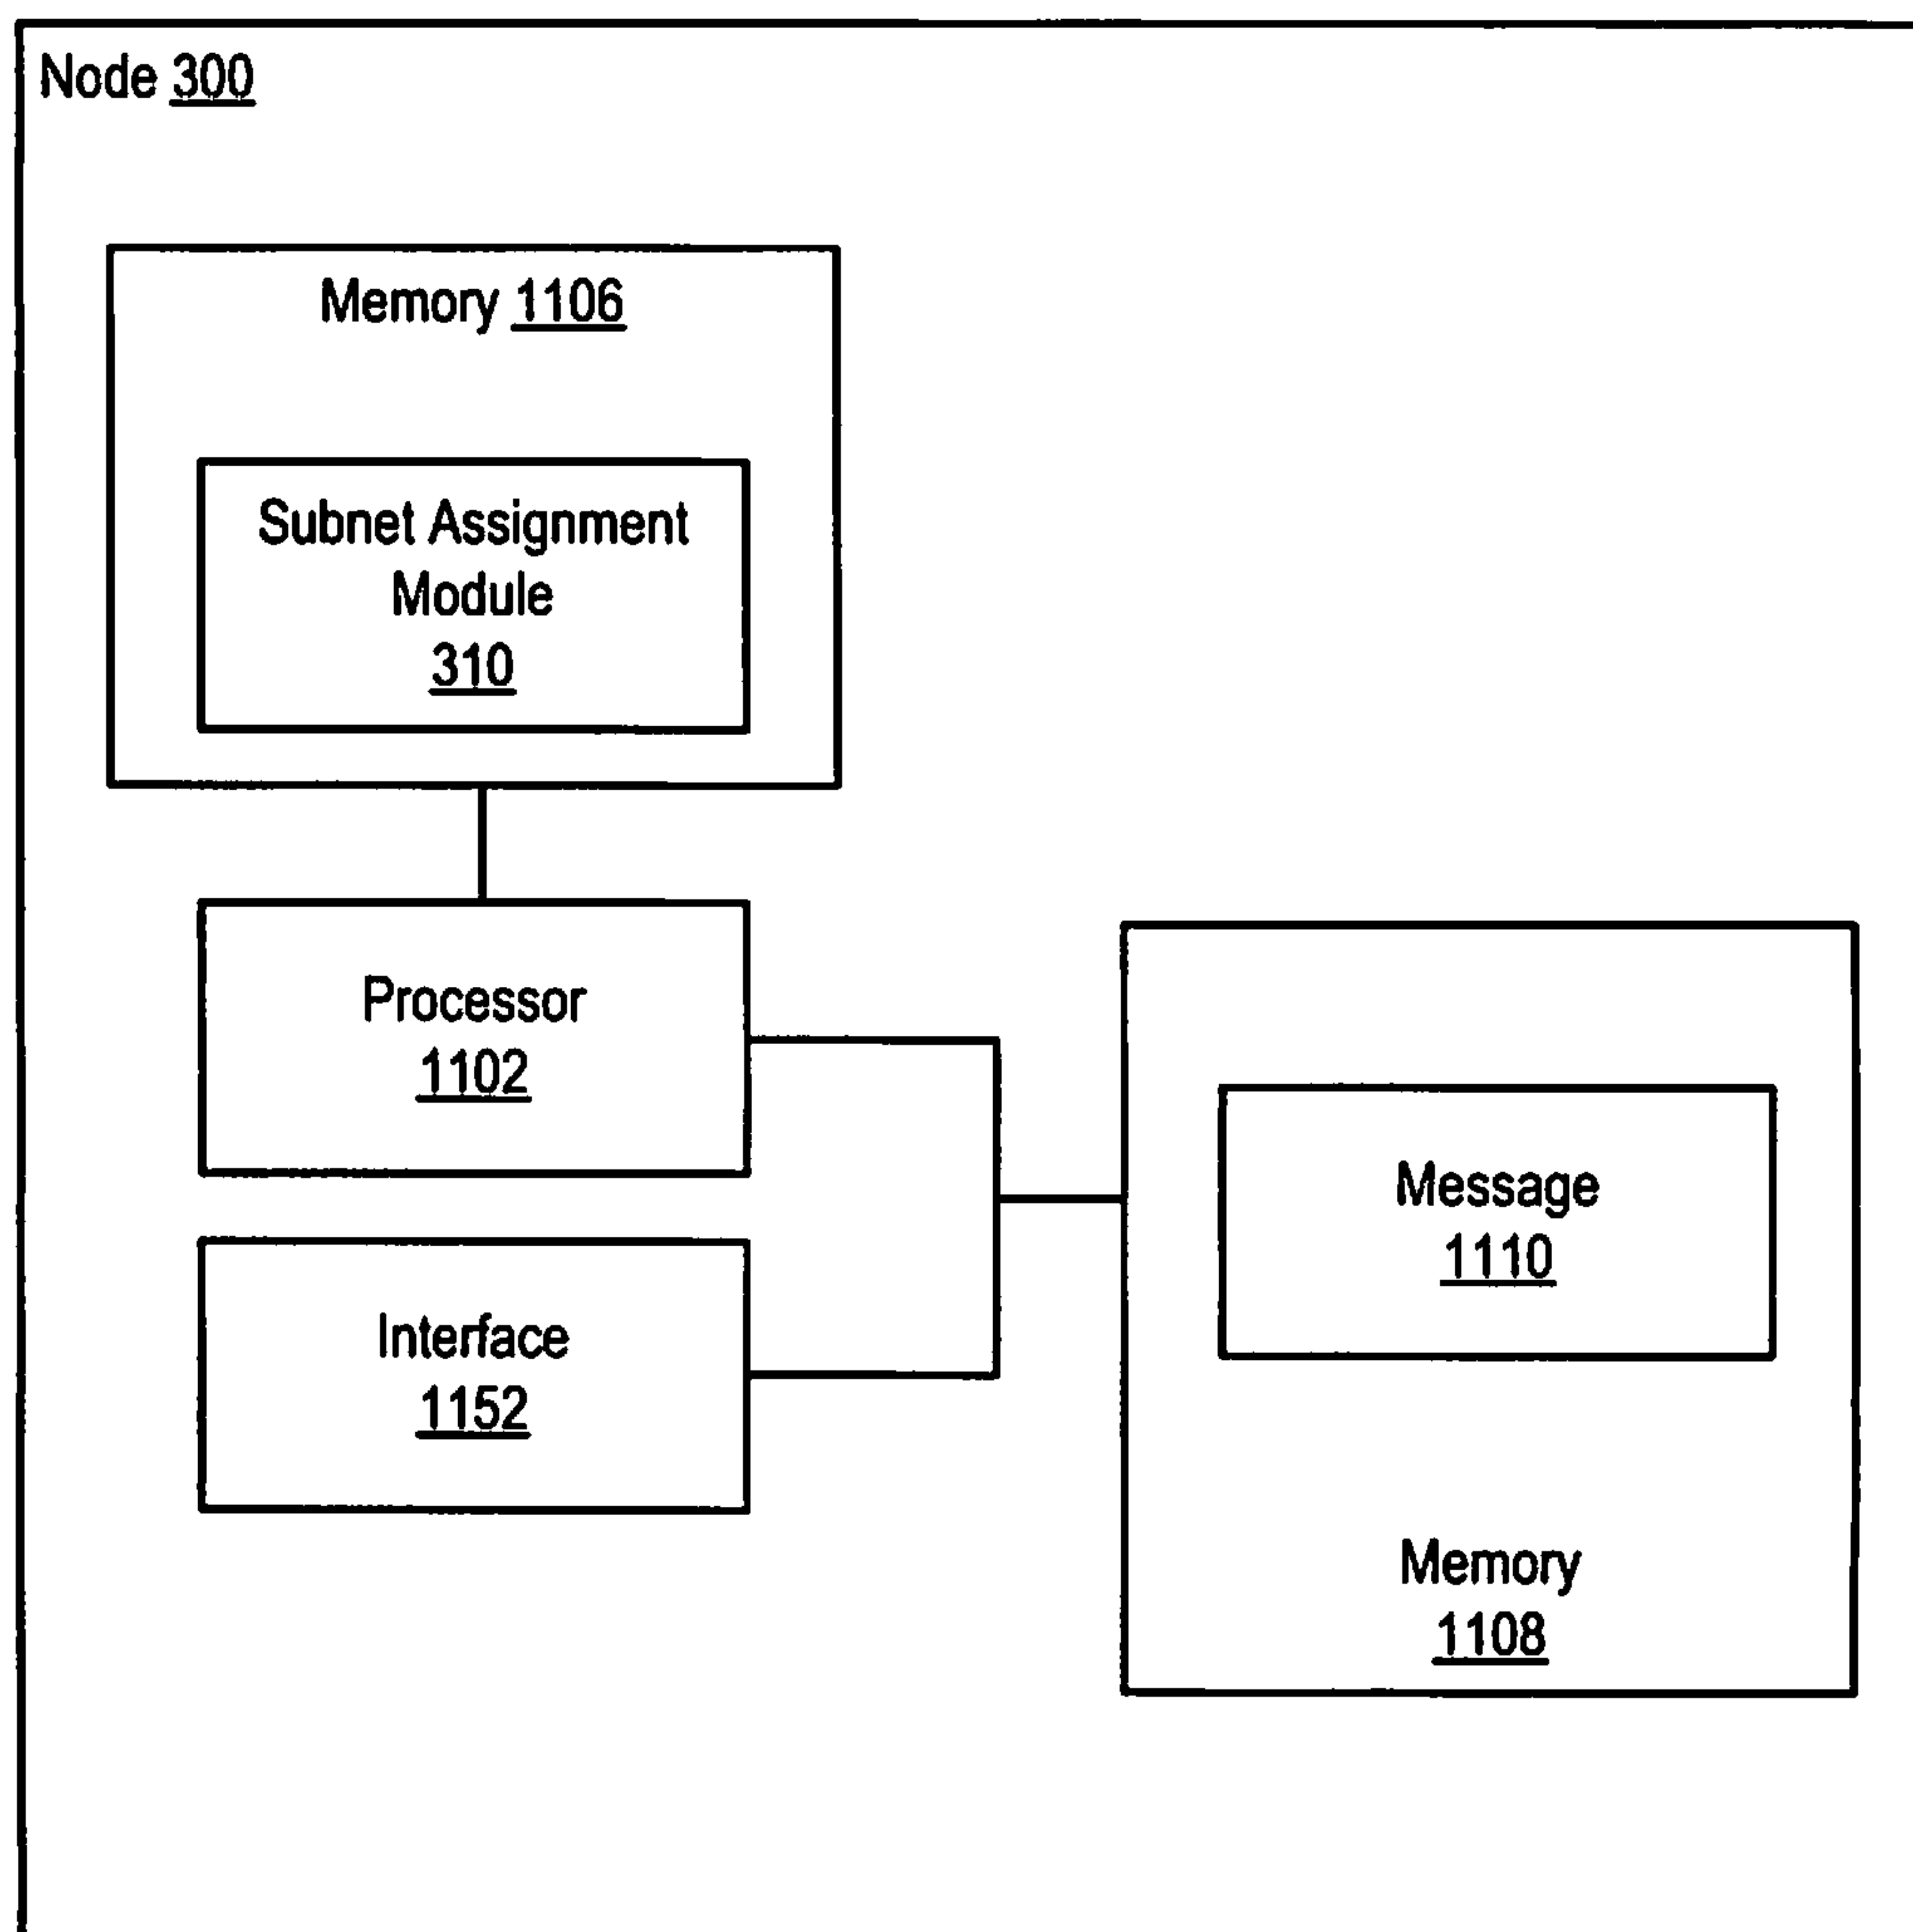 Node 300
Memory 1106
Subnet Assignment
Module
310
Processor
1102
Interface
1152
Message
1110
Memory
1108